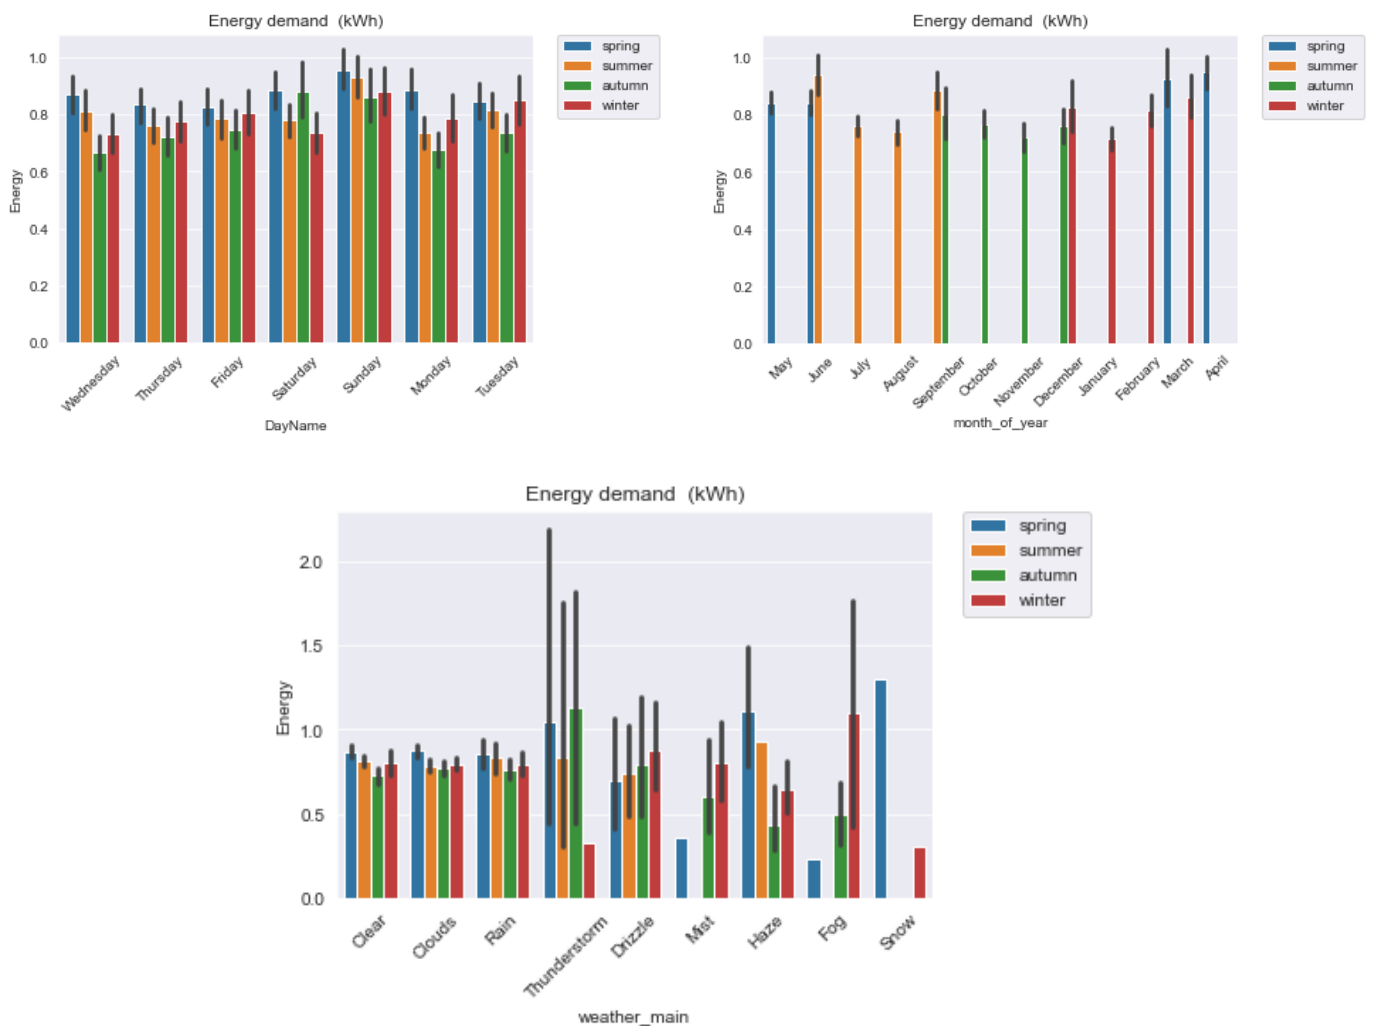 Energy demand  (kWh)
1.0
0.8
0.6
0.4
0.2
0.0
Energy
Wednesday
Thursday
Friday
Saturday
Sunday
Monday
Tuesday
DayName
spring
summer
autumn
winter
Energy demand  (kWh)
1.0
0.8
0.6
0.4
0.2
0.0
Energy
May
June
July
August
September
October
November
December
January
February
March
April
month_of_year
spring
summer
autumn
winter
Energy demand  (kWh)
2.0
1.5
1.0
0.5
0.0
Energy
Clear
Clouds
Rain
Thunderstorm
Drizzle
Mist
Haze
Fog
Snow
weather_main
spring
summer
autumn
winter